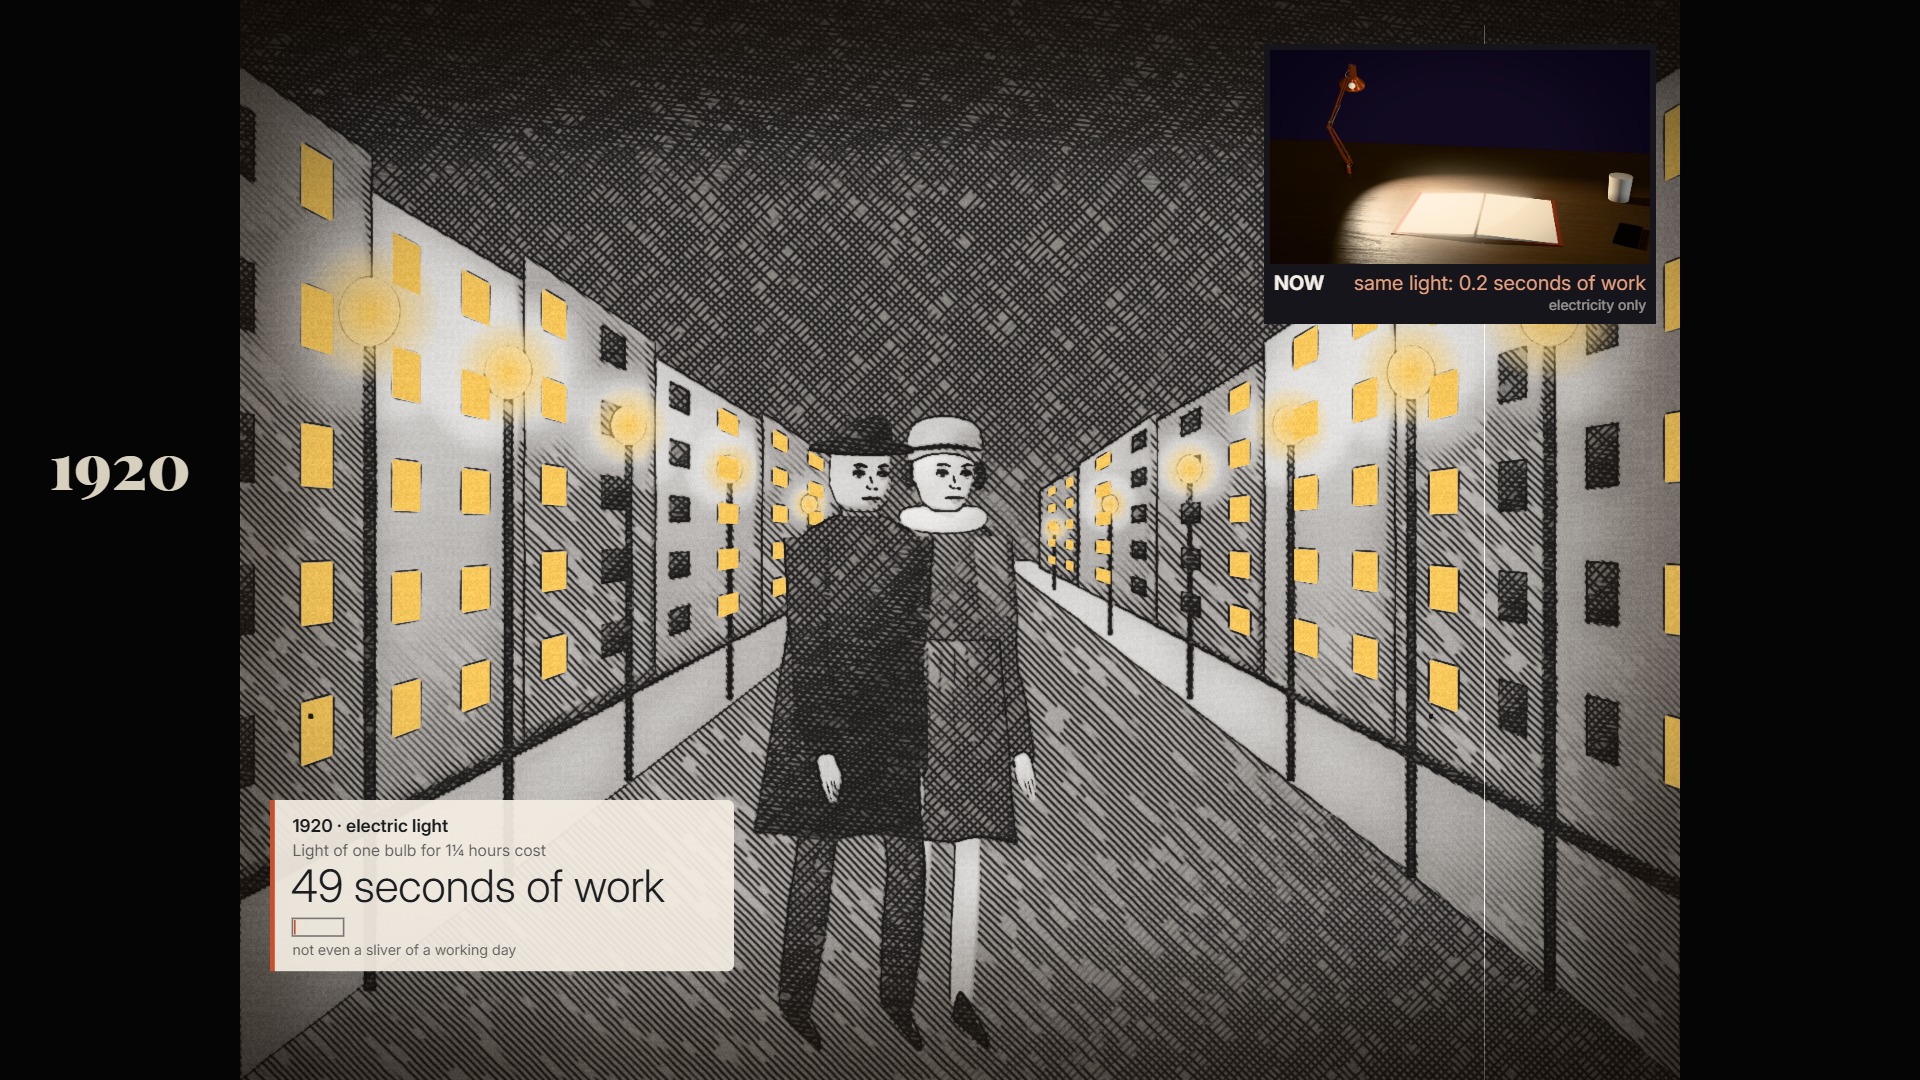 1920
NOW same light: 0.2 seconds of work
electricity only
1920 · electric light
Light of one bulb for 1¼ hours cost
49 seconds of work
not even a sliver of a working day